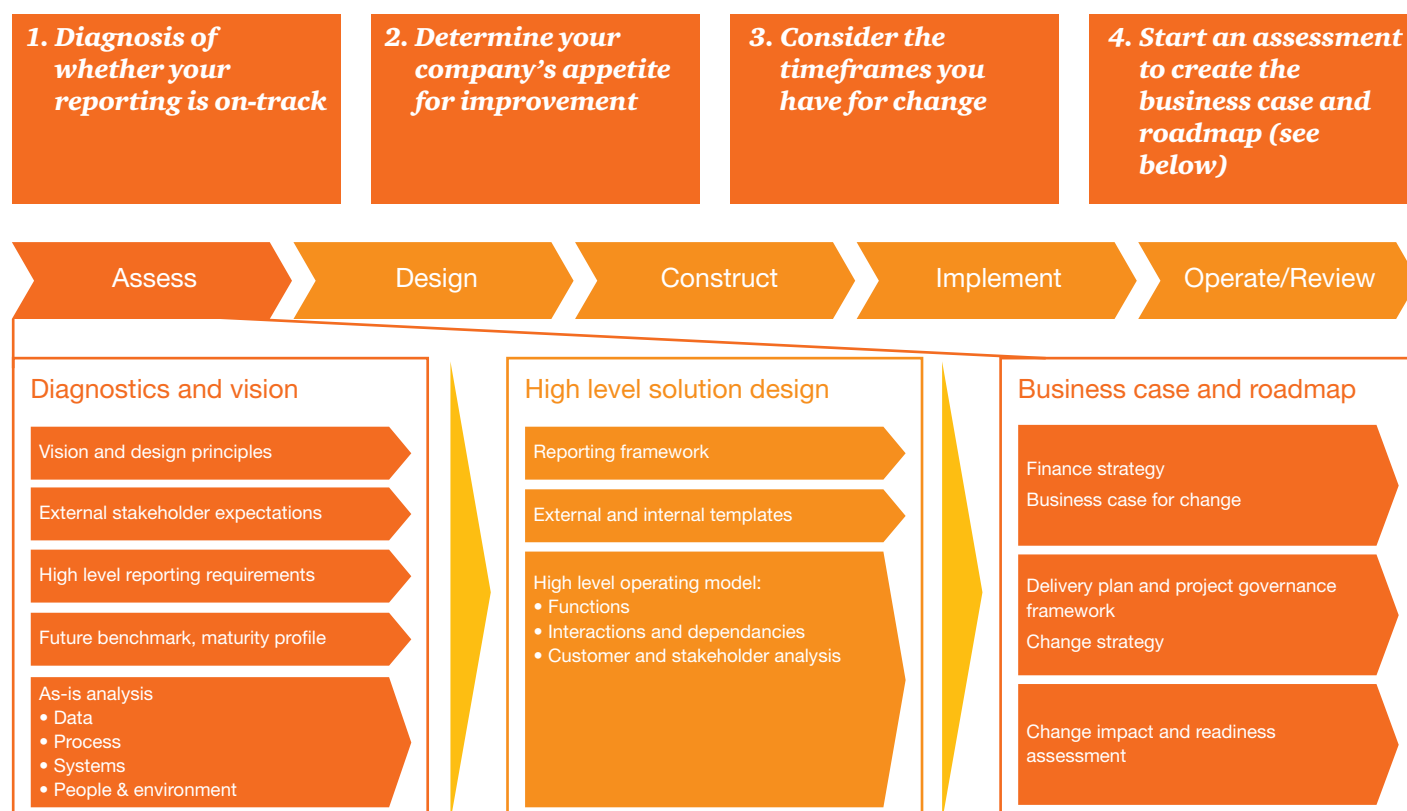 1. Diagnosis of
whether your
reporting is on-track
2. Determine your
company's appetite
for improvement
3. Consider the
timeframes you
have for change
4. Start an assessment
to create the
business case and
roadmap (see
below)
Assess
Design
Construct
Implement
Operate/Review
Diagnostics and vision
Vision and design principles
External stakeholder expectations
High level reporting requirements
Future benchmark, maturity profile
As-is analysis
• Data
• Process
• Systems
• People & environment
High level solution design
Reporting framework
External and internal templates
High level operating model:
• Functions
• Interactions and dependancies
• Customer and stakeholder analysis
Business case and roadmap
Finance strategy
Business case for change
Delivery plan and project governance
framework
Change strategy
Change impact and readiness
assessment